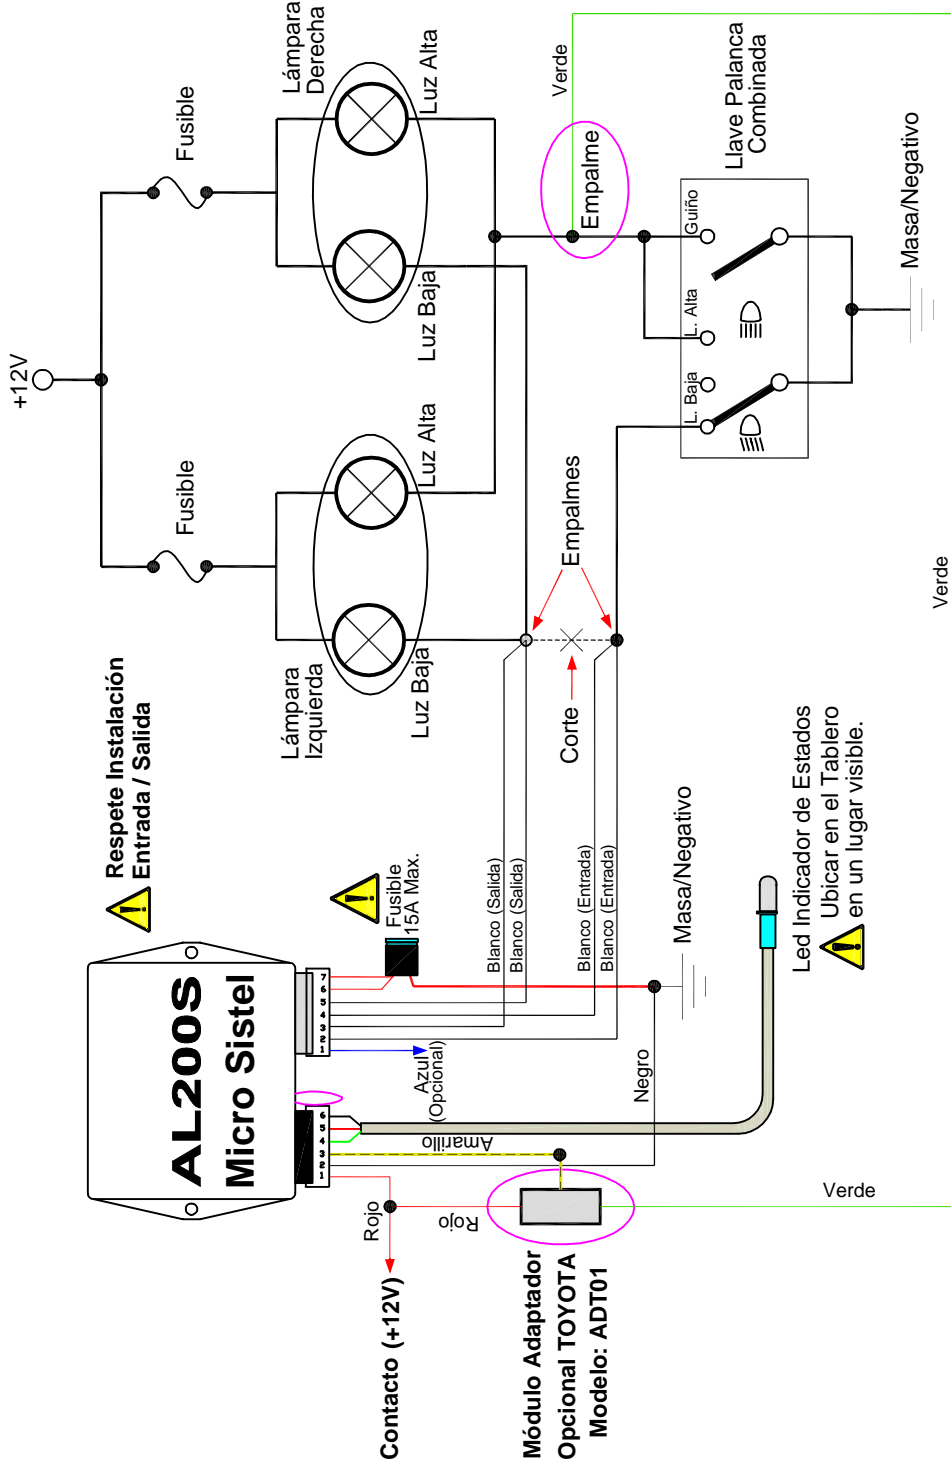 Respete Instalación
Entrada / Salida
AL200S
Micro Sistel
1
2
3
4
5
6
1
2
3
4
5
6
7
Contacto (+12V)
Rojo
Rojo
Amarillo
Negro
Azul
(Opcional)
Fusible
15A Max.
Blanco (Salida)
Blanco (Salida)
Blanco (Entrada)
Blanco (Entrada)
Masa/Negativo
Módulo Adaptador
Opcional TOYOTA
Modelo: ADT01
Verde
Led Indicador de Estados
Ubicar en el Tablero
en un lugar visible.
+12V
Fusible
Fusible
Lámpara
Izquierda
Luz Baja
Luz Alta
Lámpara
Derecha
Luz Baja
Luz Alta
Corte
Empalmes
Empalme
Verde
Verde
L. Baja
L. Alta
Guiño
Llave Palanca
Combinada
Masa/Negativo